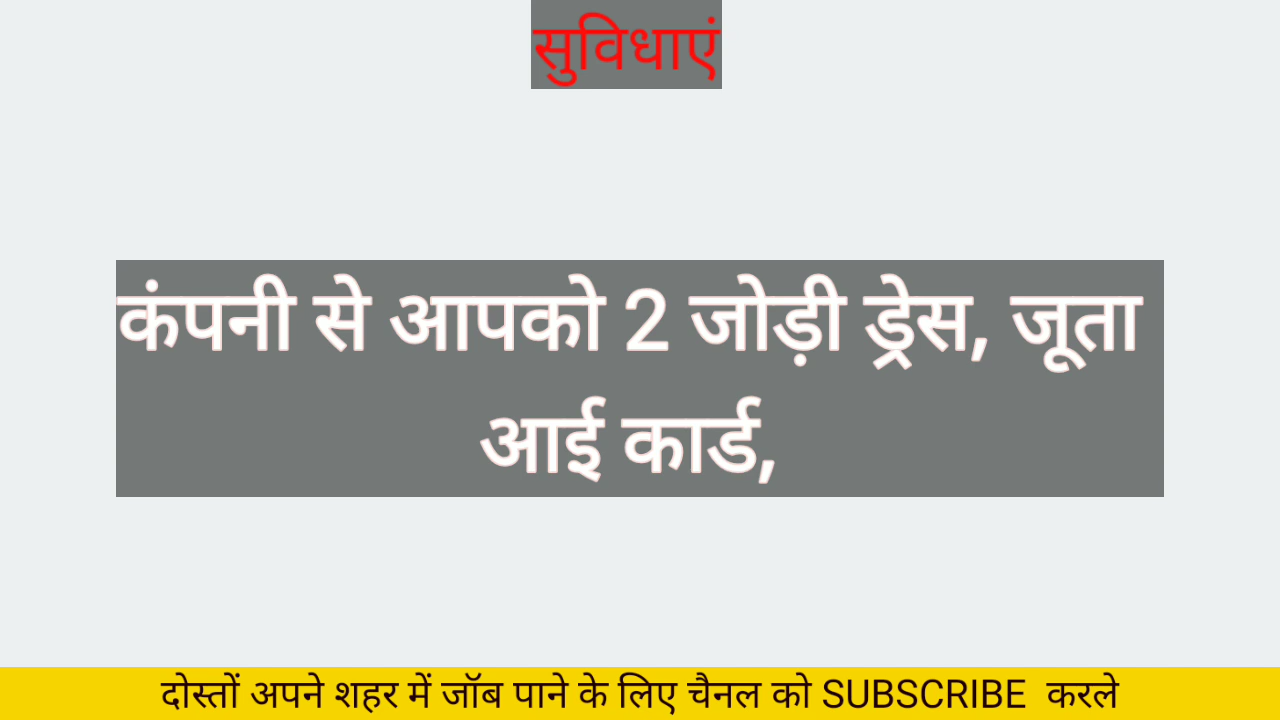 सुविधाएं
कंपनी से आपको 2 जोड़ी ड्रेस, जूता
आई कार्ड,
दोस्तों अपने शहर में जॉब पाने के लिए चैनल को SUBSCRIBE करले